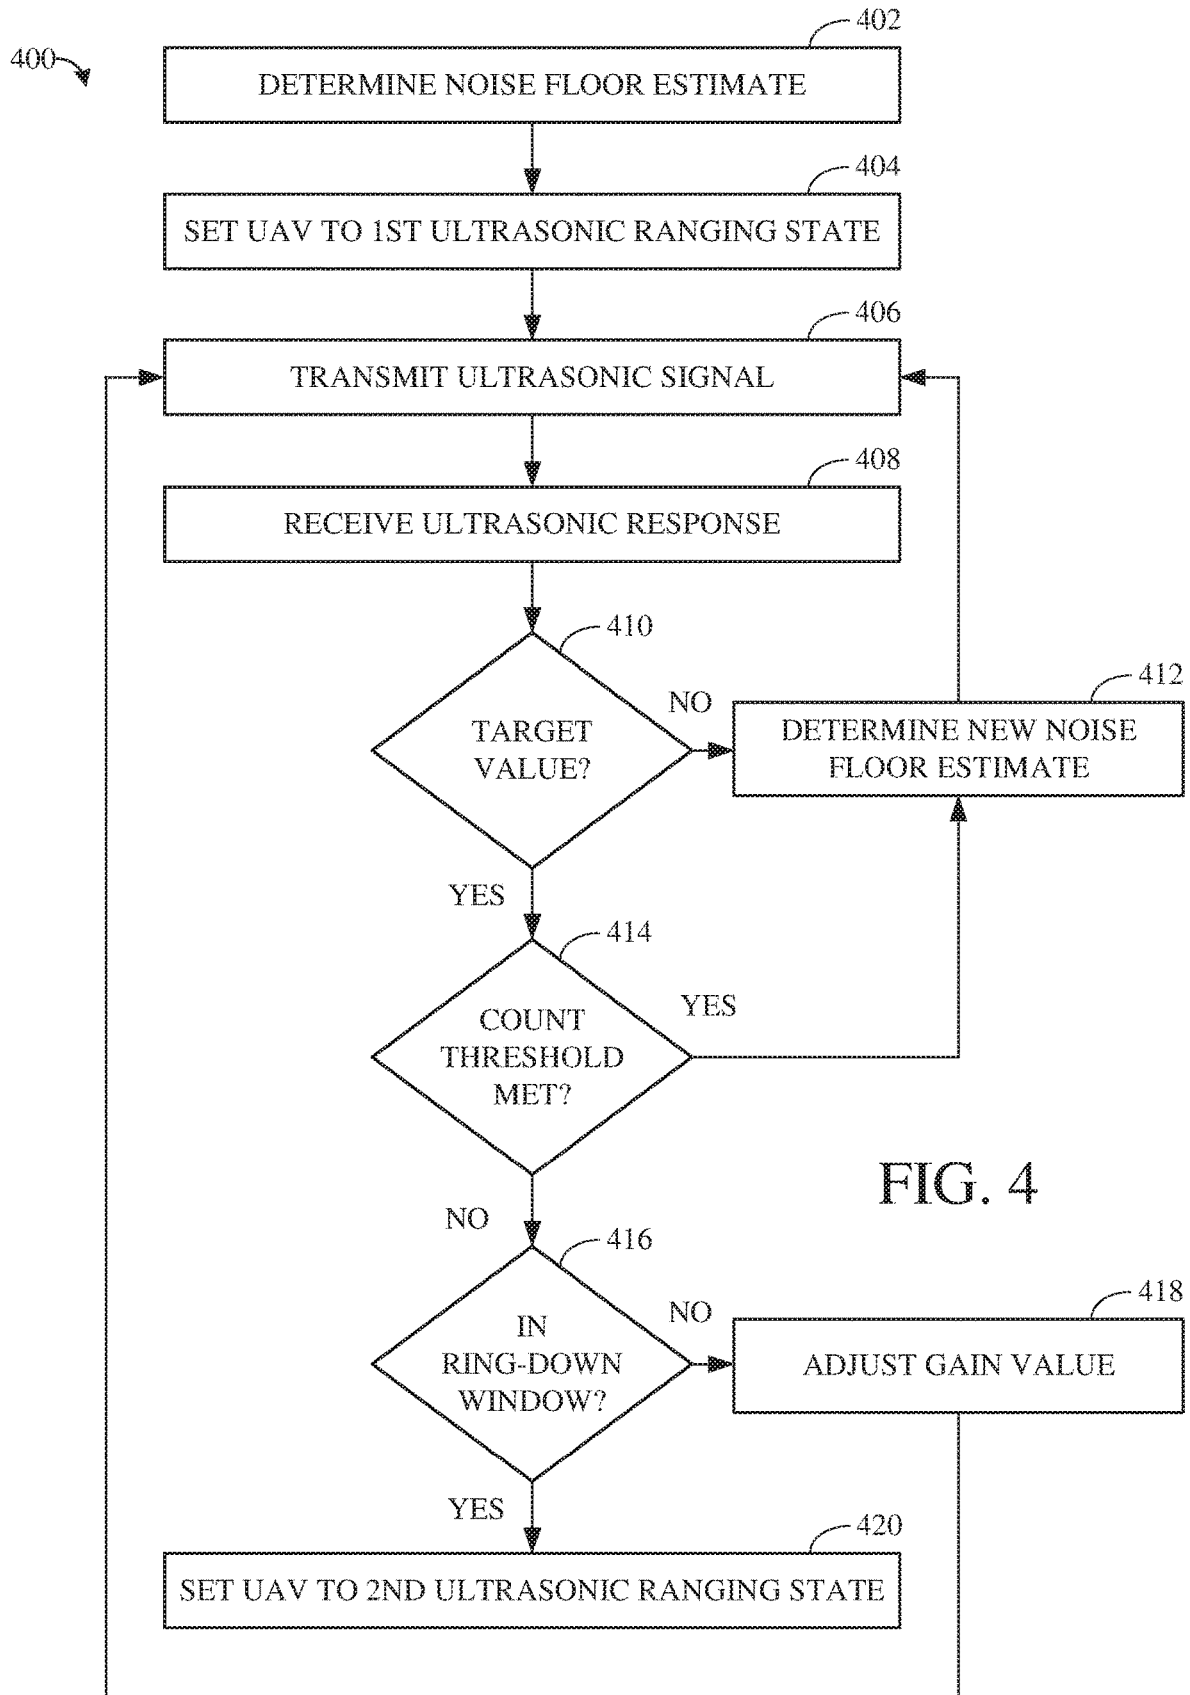 400
402
DETERMINE NOISE FLOOR ESTIMATE
404
SET UAV TO 1ST ULTRASONIC RANGING STATE
406
TRANSMIT ULTRASONIC SIGNAL
408
RECEIVE ULTRASONIC RESPONSE
410
TARGET
VALUE?
NO
412
DETERMINE NEW NOISE
FLOOR ESTIMATE
YES
414
COUNT
THRESHOLD
MET?
YES
FIG. 4
NO
416
IN
RING-DOWN
WINDOW?
NO
418
ADJUST GAIN VALUE
YES
420
SET UAV TO 2ND ULTRASONIC RANGING STATE